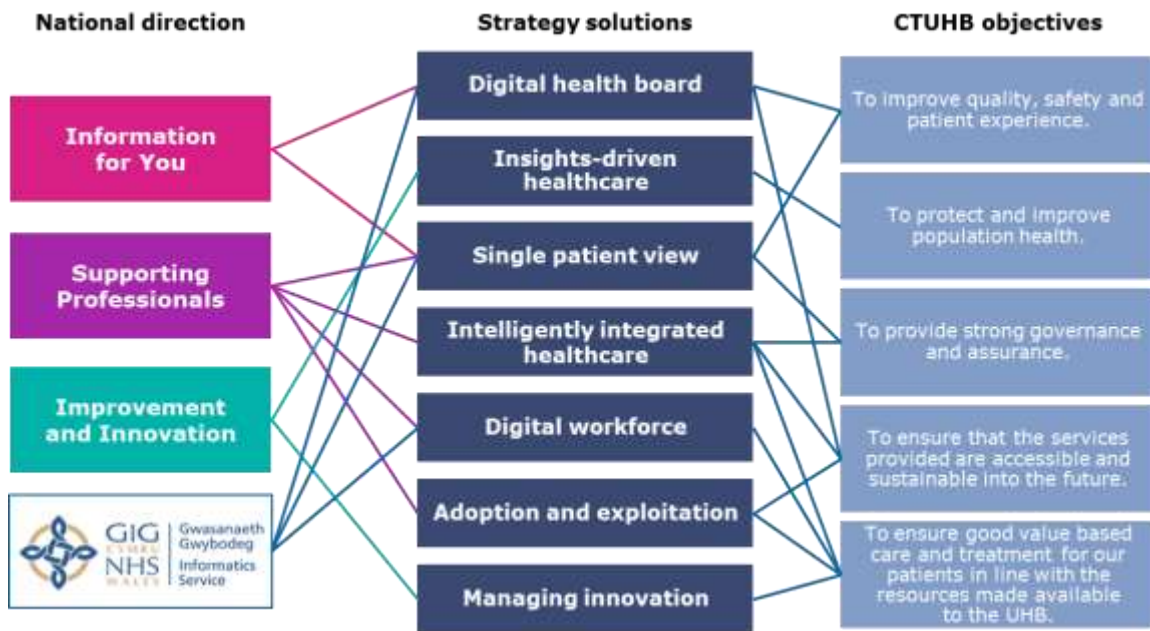 National direction
Strategy solutions
CTUHB objectives
Information
for You
Supporting
Professionals
Improvement
and Innovation
GIG
CYMRU
NHS
WALES
Gwasanaeth
Gwybodeg
Informatics
Service
Digital health board
Insights-driven
healthcare
Single patient view
Intelligently integrated
healthcare
Digital workforce
Adoption and exploitation
Managing innovation
To improve quality, safety and
patient experience.
To protect and improve
population health.
To provide strong governance
and assurance.
To ensure that the services
provided are accessible and
sustainable into the future.
To ensure good value based
care and treatment for our
patients in line with the
resources made available
to the UHB.